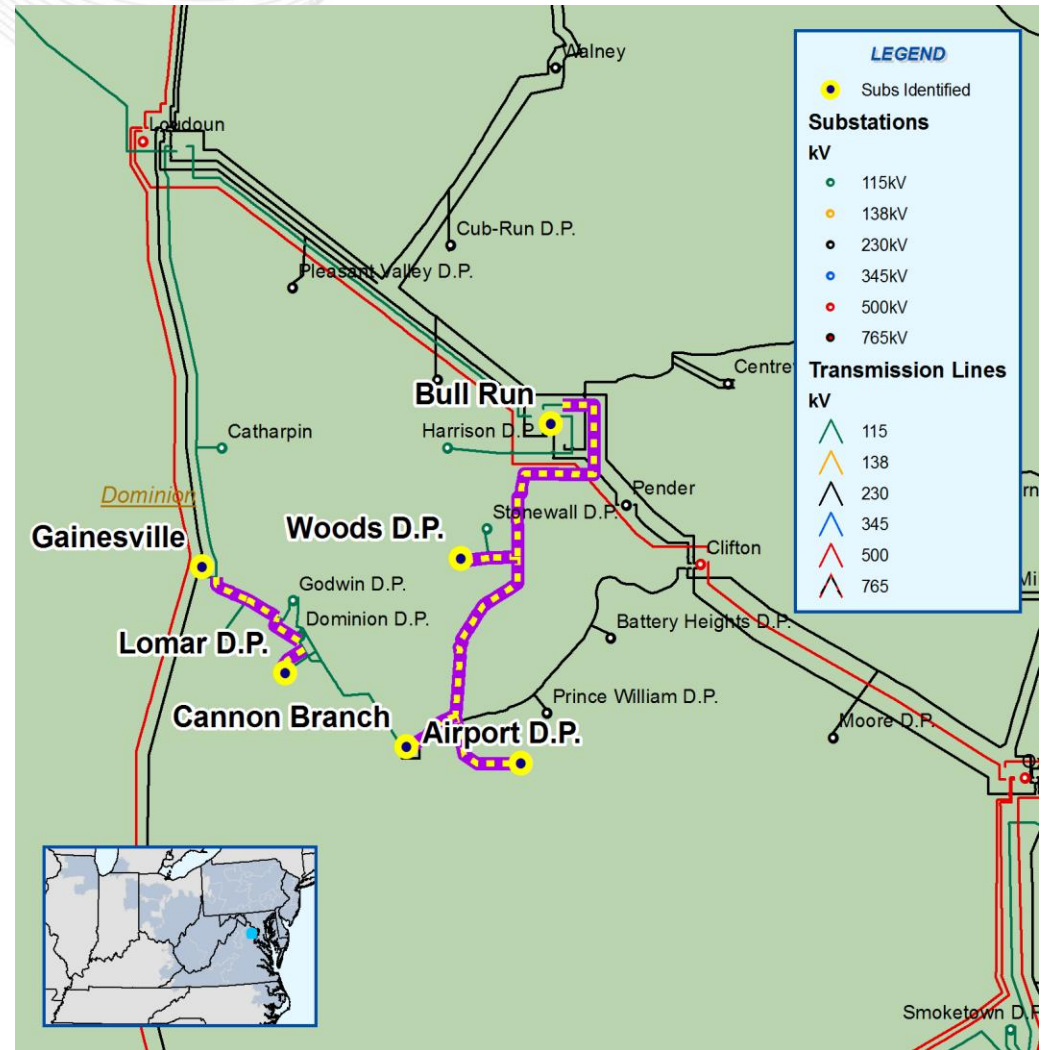 Walney
Loudoun
Cub-Run D.P.
Pleasant Valley D.P.
Bull Run
Harrison D.P.
Catharpin
Dominion
Pender
Stonewall D.P.
Woods D.P.
Gainesville
Clifton
Godwin D.P.
Dominion D.P.
Battery Heights D.P.
Lomar D.P.
Prince William D.P.
Cannon Branch
Airport D.P.
Moore D.P.
Smoketown D.P
LEGEND
Subs Identified
Substations
kV
115kV
138kV
230kV
345kV
500kV
765kV
Transmission Lines
kV
115
138
230
345
500
765